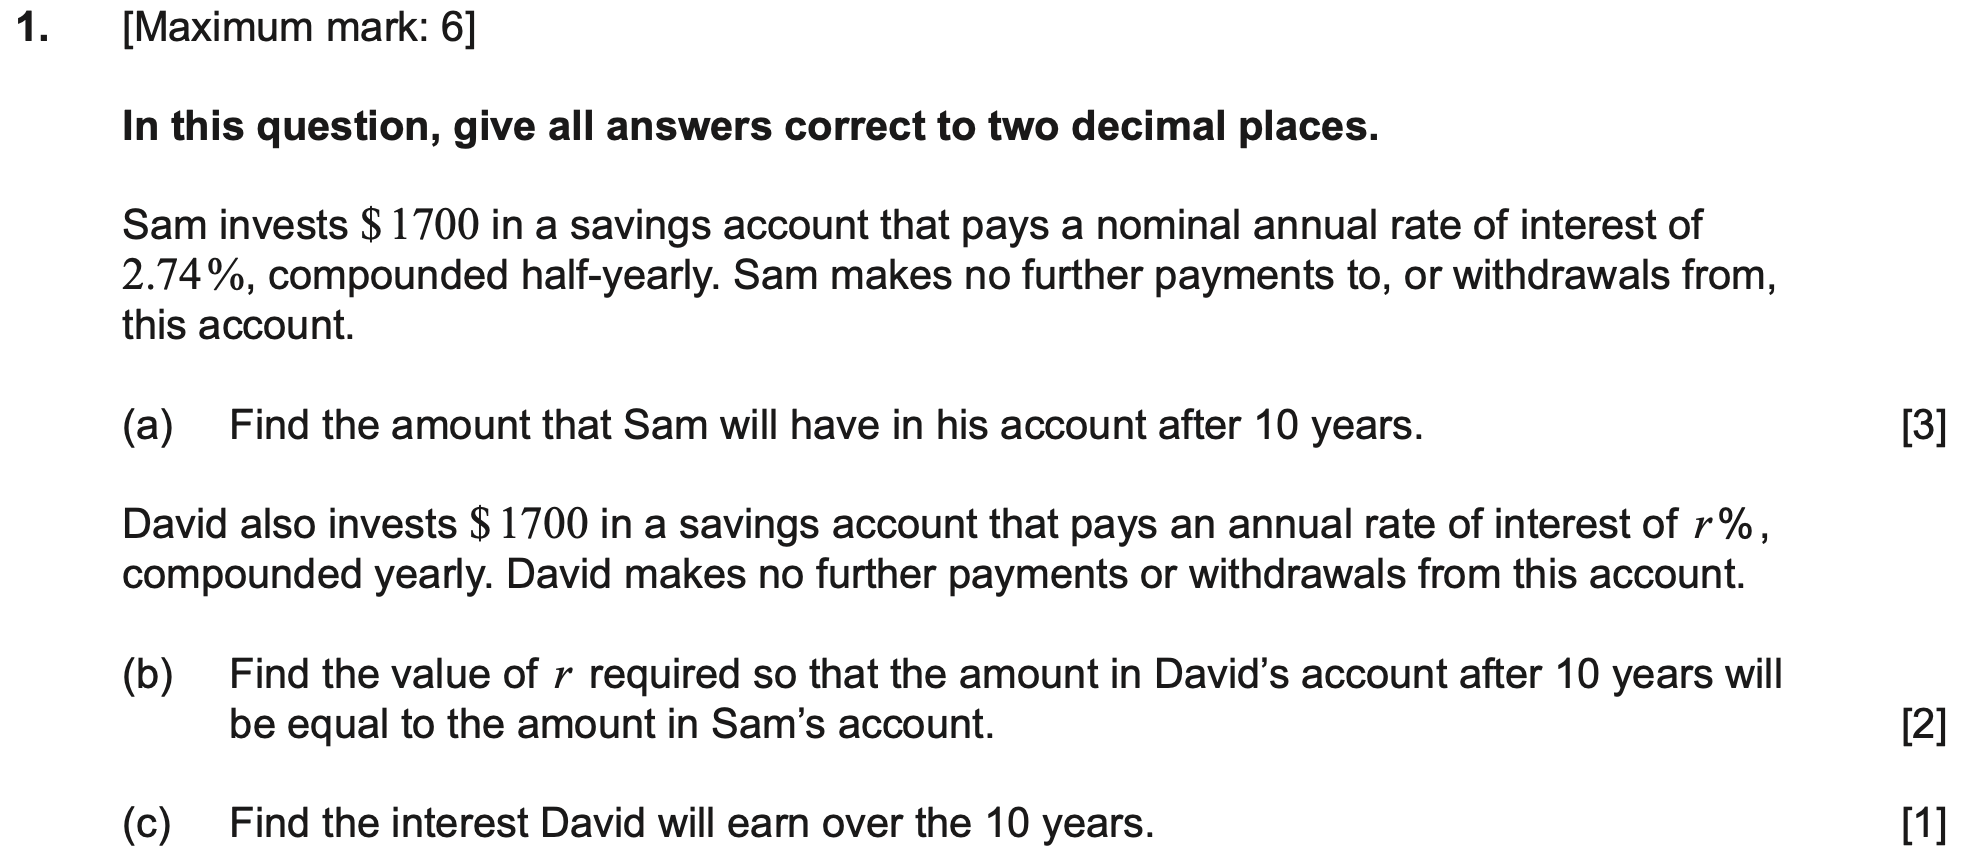 1. [Maximum mark: 6]
In this question, give all answers correct to two decimal places.
Sam invests $ 1700 in a savings account that pays a nominal annual rate of interest of
2.74 %, compounded half-yearly. Sam makes no further payments to, or withdrawals from,
this account.
(a) Find the amount that Sam will have in his account after 10 years. [3]
David also invests $ 1700 in a savings account that pays an annual rate of interest of r %,
compounded yearly. David makes no further payments or withdrawals from this account.
(b) Find the value of r required so that the amount in David’s account after 10 years will
be equal to the amount in Sam’s account. [2]
(c) Find the interest David will earn over the 10 years. [1]